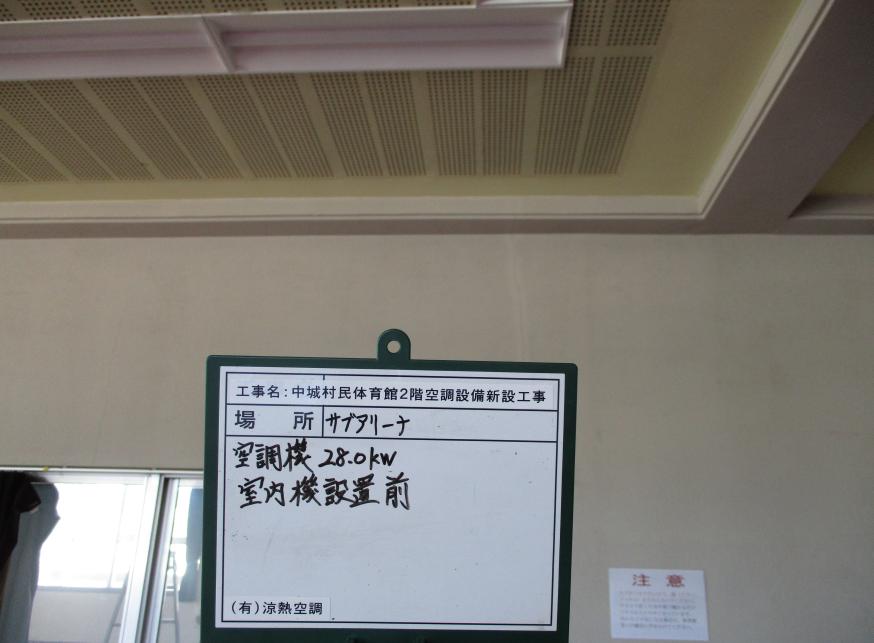 工事名:中城村民体育館2階空調設備新設工事
場 所 サブアリーナ
空調機 28.0kw
室内機設置前
(有)涼熱空調
注 意